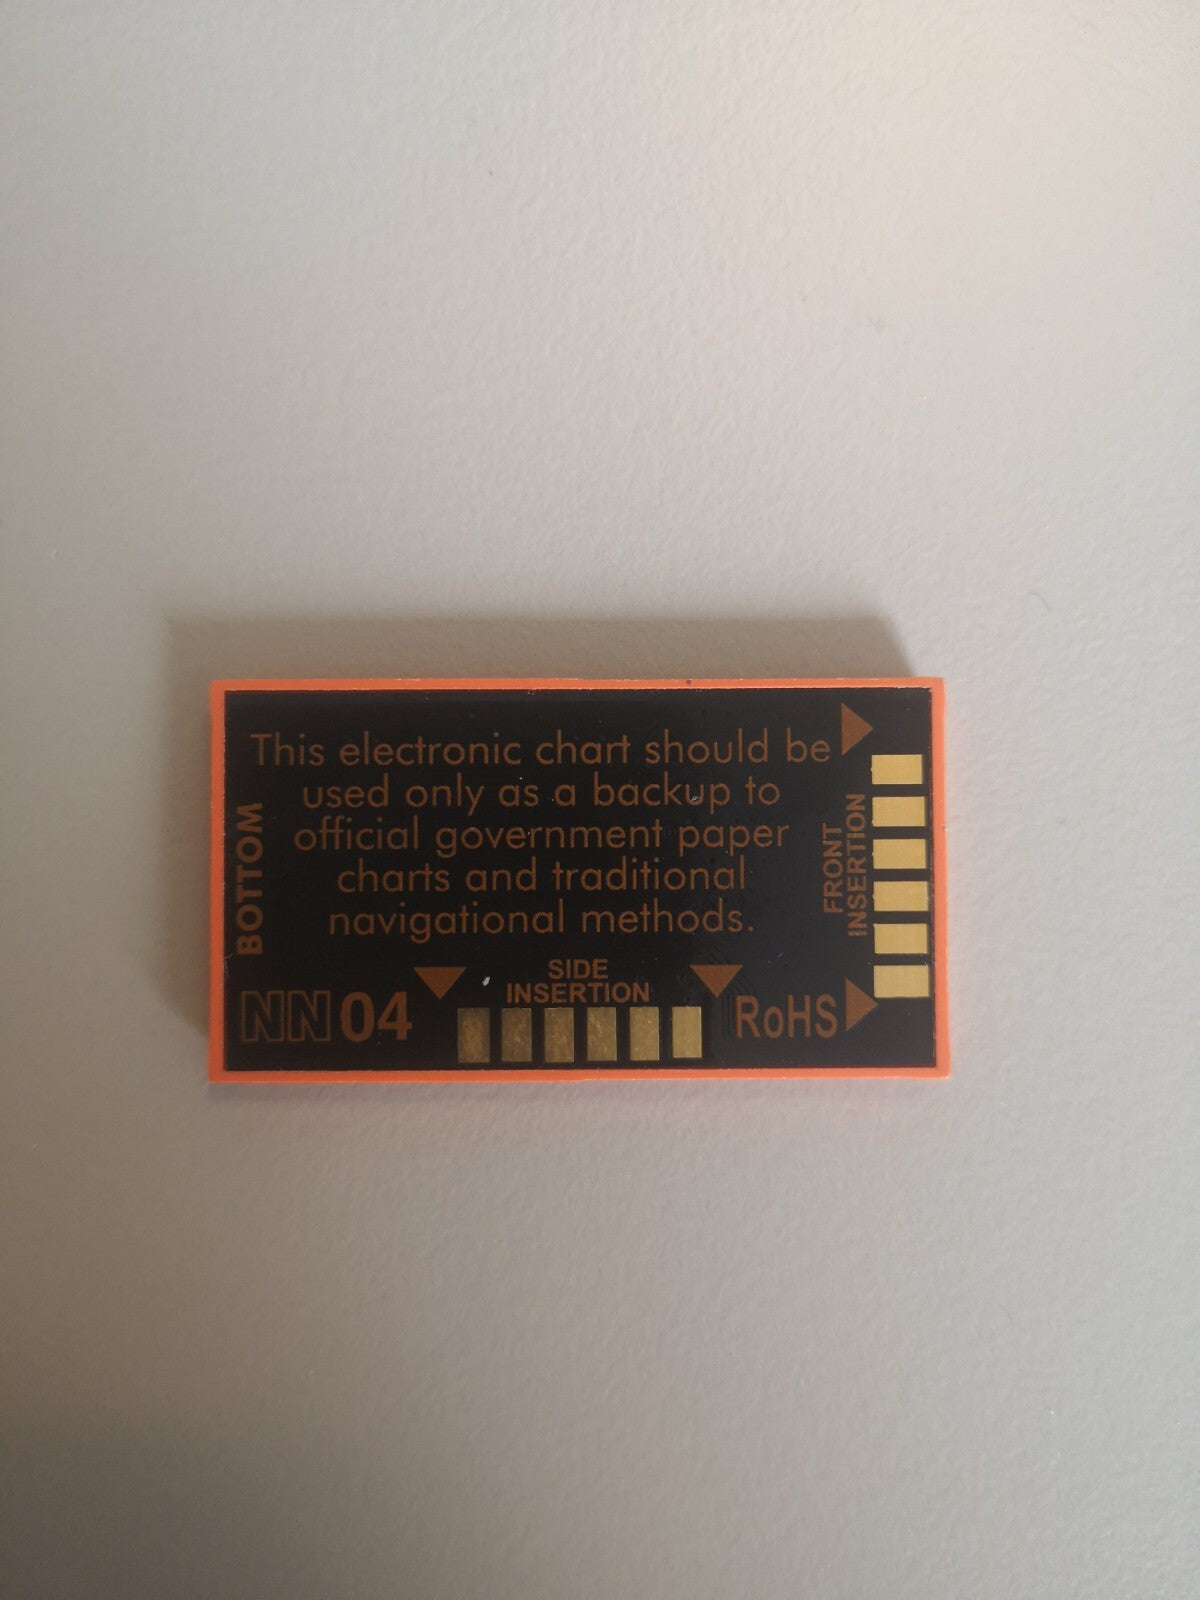 This electronic chart should be
used only as a backup to
official government paper
charts and traditional
navigational methods.
BOTTOM
FRONT
INSERTION
SIDE
INSERTION
NN04
RoHS